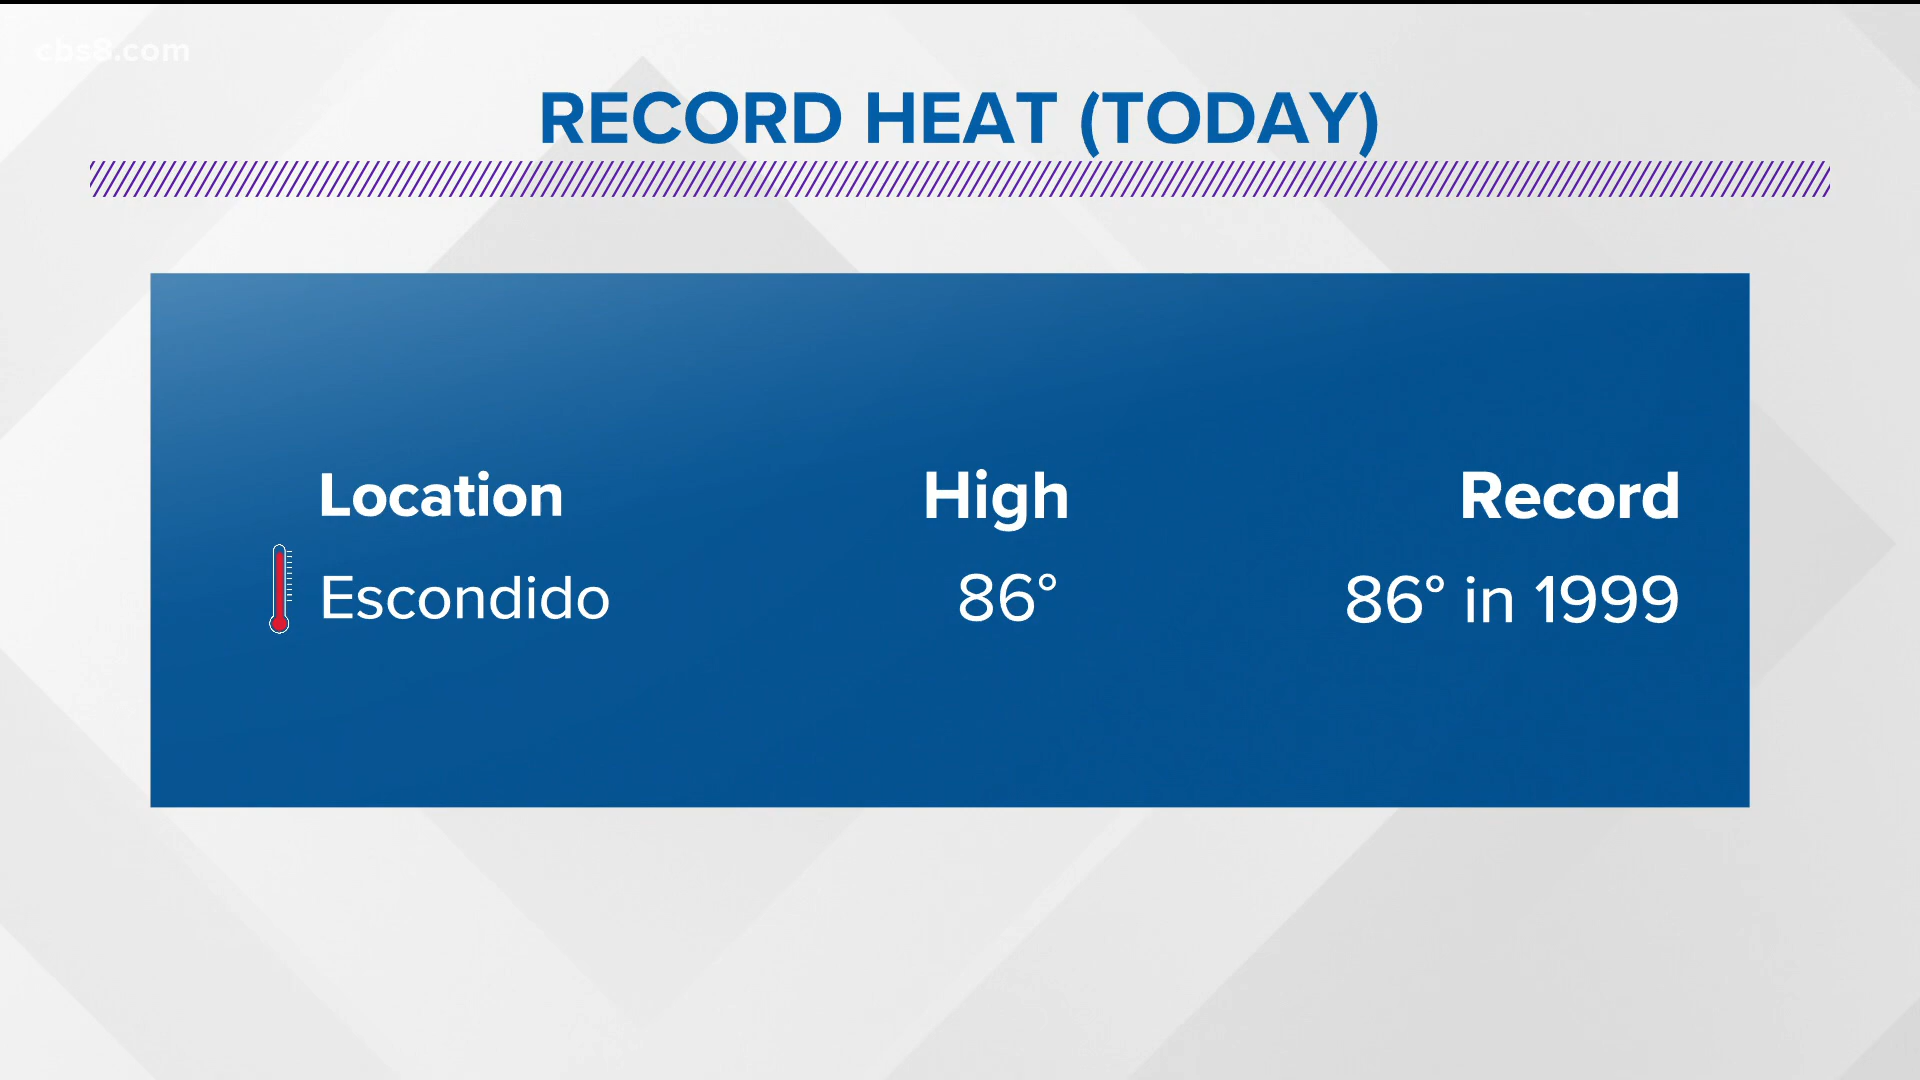 cbs8.com
RECORD HEAT (TODAY)
Location High Record
Escondido 86° 86° in 1999